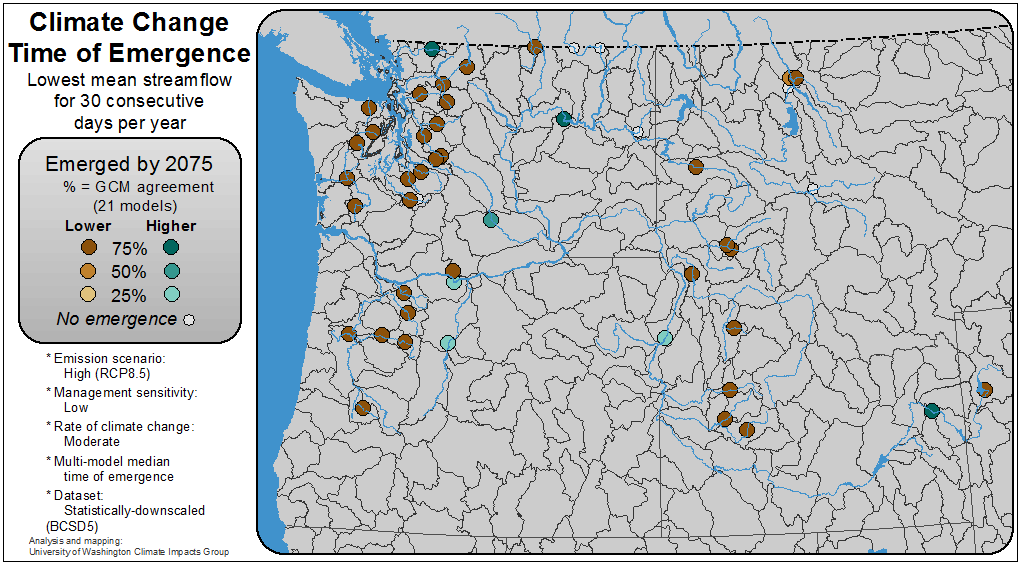 Climate Change
Time of Emergence
Lowest mean streamflow
for 30 consecutive
days per year
Emerged by 2075
% = GCM agreement
(21 models)
Lower Higher
75%
50%
25%
No emergence
* Emission scenario:
High (RCP8.5)
* Management sensitivity:
Low
* Rate of climate change:
Moderate
* Multi-model median
time of emergence
* Dataset:
Statistically-downscaled
(BCSD5)
Analysis and mapping:
University of Washington Climate Impacts Group